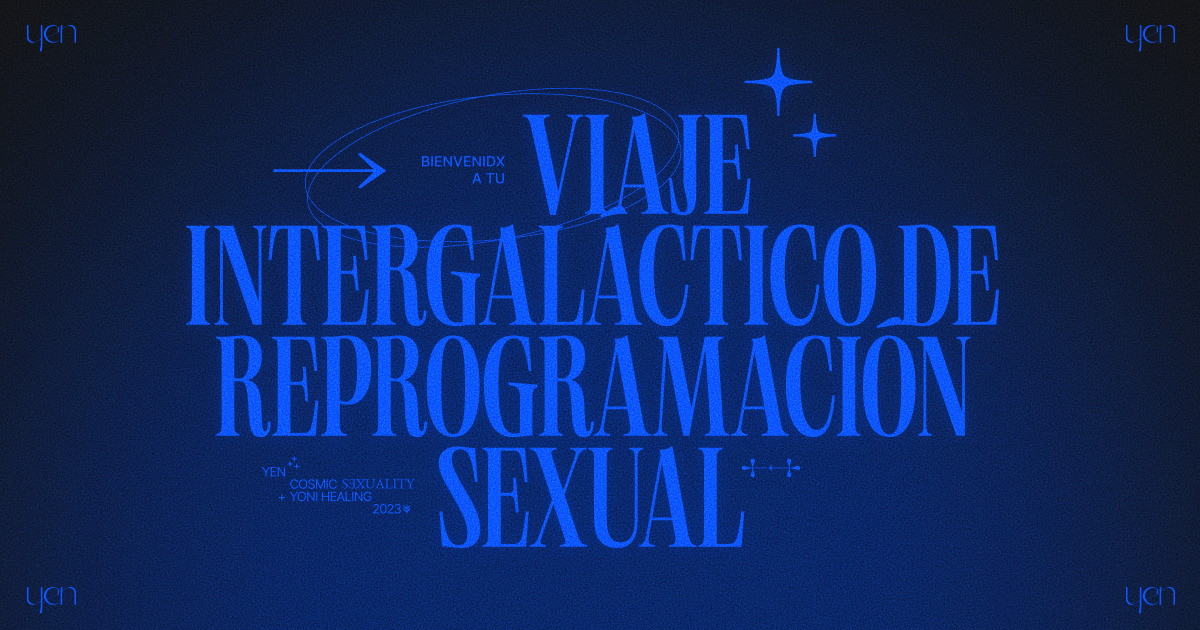 yen
yen
BIENVENIDX
A TU
VIAJE
INTERGALÁCTICO DE
REPROGRAMACIÓN
SEXUAL
YEN
COSMIC SEXUALITY
+ YONI HEALING
2023
yen
yen